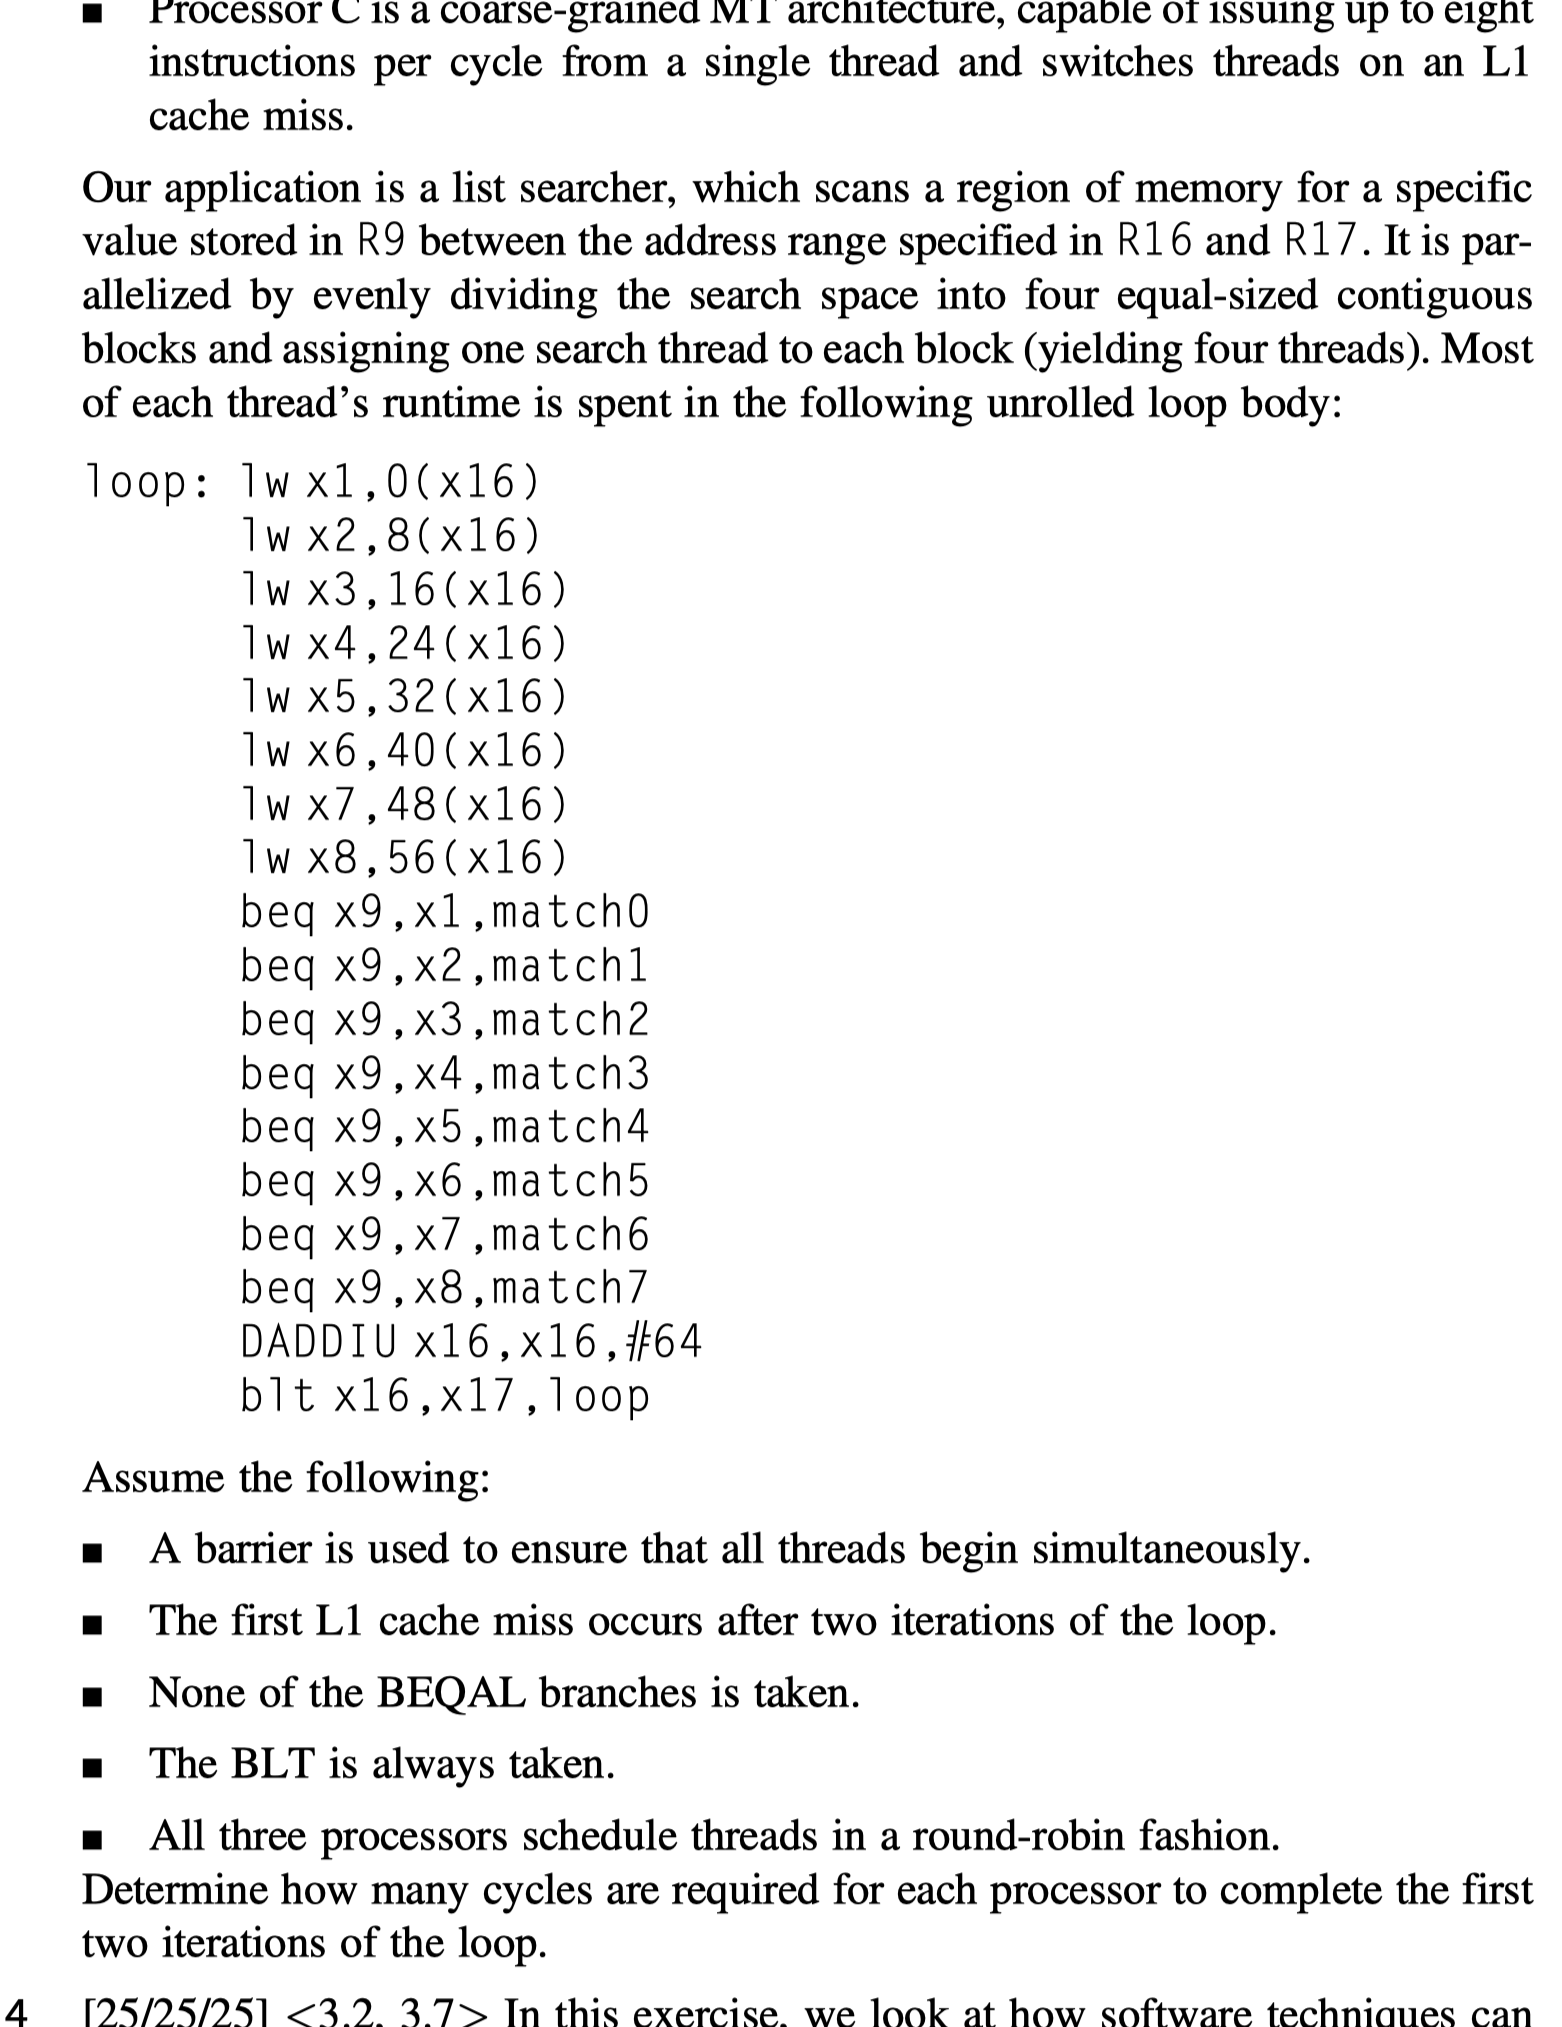 ▪ Processor C is a coarse-grained MT architecture, capable of issuing up to eight
instructions per cycle from a single thread and switches threads on an L1
cache miss.
Our application is a list searcher, which scans a region of memory for a specific
value stored in R9 between the address range specified in R16 and R17. It is par-
allelized by evenly dividing the search space into four equal-sized contiguous
blocks and assigning one search thread to each block (yielding four threads). Most
of each thread’s runtime is spent in the following unrolled loop body:
loop: lw x1,0(x16)
lw x2,8(x16)
lw x3,16(x16)
lw x4,24(x16)
lw x5,32(x16)
lw x6,40(x16)
lw x7,48(x16)
lw x8,56(x16)
beq x9,x1,match0
beq x9,x2,match1
beq x9,x3,match2
beq x9,x4,match3
beq x9,x5,match4
beq x9,x6,match5
beq x9,x7,match6
beq x9,x8,match7
DADDIU x16,x16,#64
blt x16,x17,loop
Assume the following:
▪ A barrier is used to ensure that all threads begin simultaneously.
▪ The first L1 cache miss occurs after two iterations of the loop.
▪ None of the BEQAL branches is taken.
▪ The BLT is always taken.
▪ All three processors schedule threads in a round-robin fashion.
Determine how many cycles are required for each processor to complete the first
two iterations of the loop.
4 [25/25/25] <3.2, 3.7> In this exercise, we look at how software techniques can